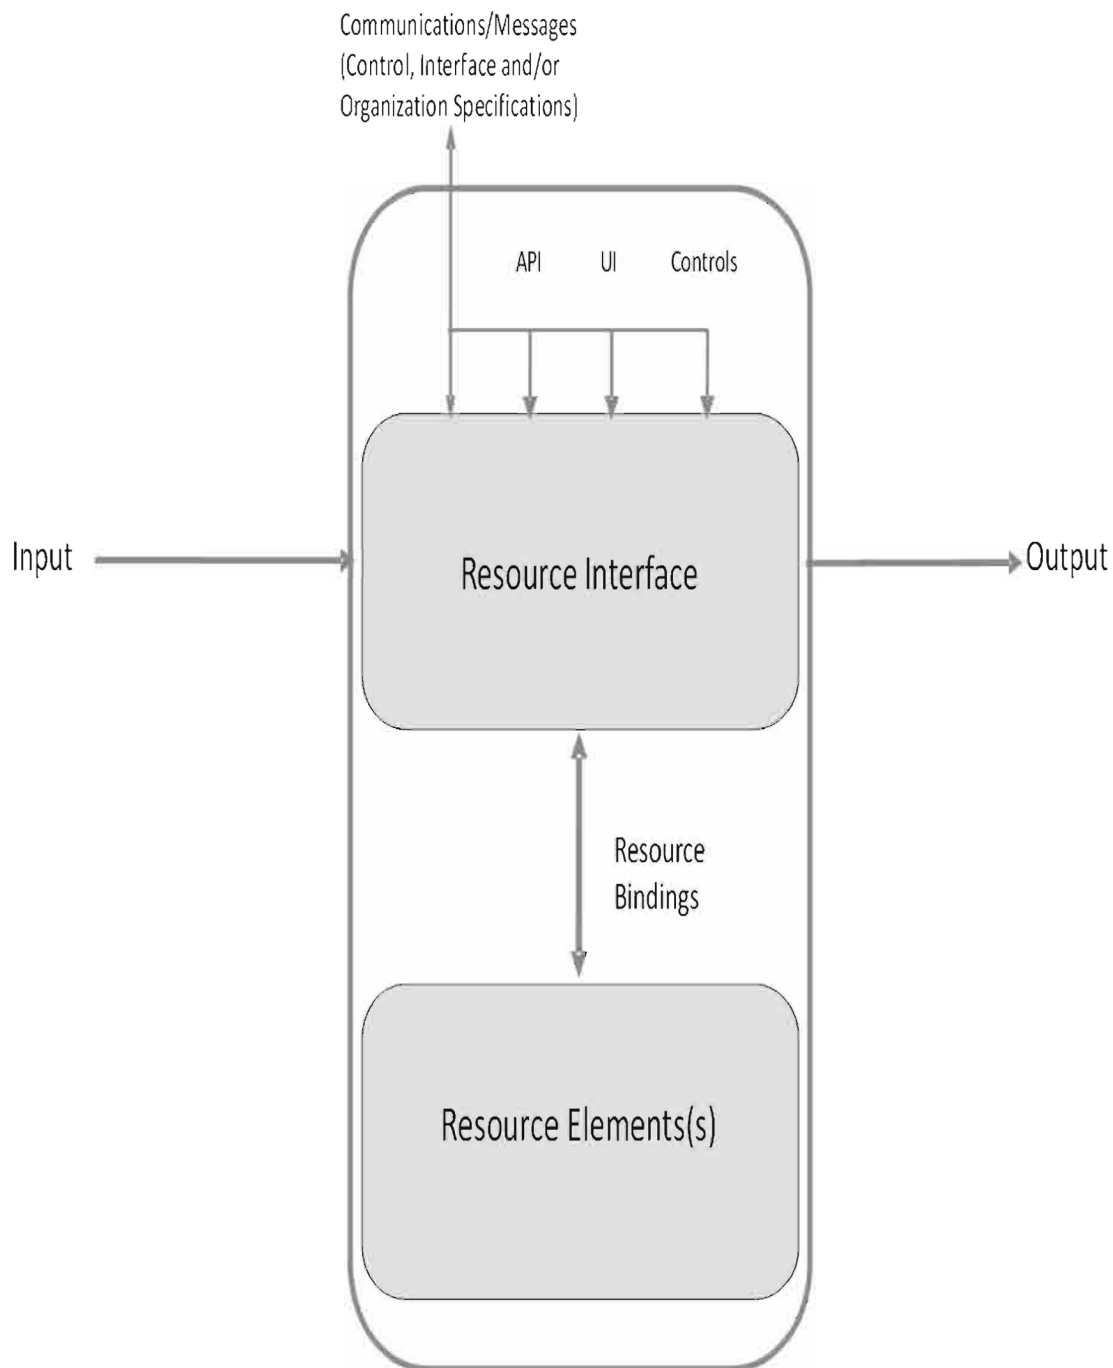 Communications/Messages
(Control, Interface and/or
Organization Specifications)
API UI Controls
Input
Resource Interface
Output
Resource
Bindings
Resource Elements(s)